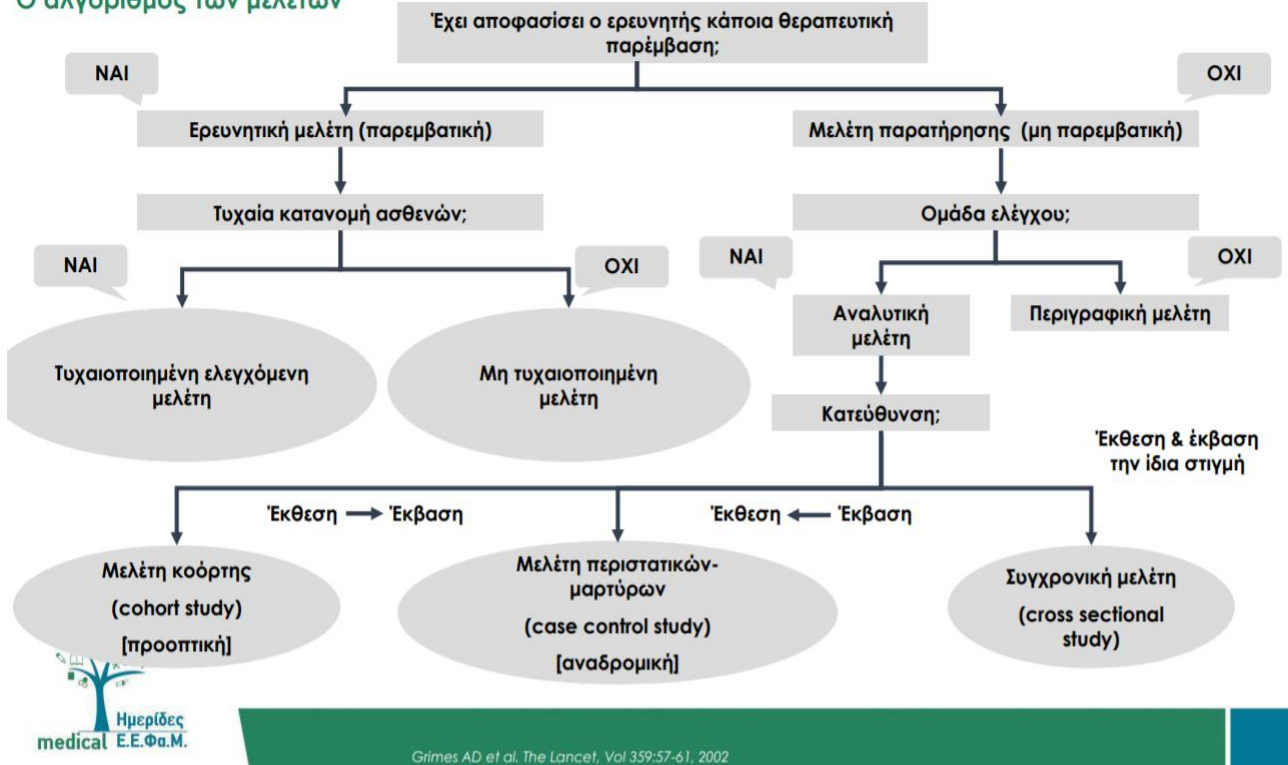 Ο αλγόριθμος των μελετών
Έχει αποφασίσει ο ερευνητής κάποια θεραπευτική
παρέμβαση;
ΝΑΙ
ΟΧΙ
Ερευνητική μελέτη (παρεμβατική)
Μελέτη παρατήρησης (μη παρεμβατική)
Τυχαία κατανομή ασθενών;
Ομάδα ελέγχου;
ΝΑΙ
ΟΧΙ
ΝΑΙ
ΟΧΙ
Τυχαιοποιημένη ελεγχόμενη
μελέτη
Μη τυχαιοποιημένη
μελέτη
Αναλυτική
μελέτη
Περιγραφική μελέτη
Κατεύθυνση;
Έκθεση & έκβαση
την ίδια στιγμή
Έκθεση → Έκβαση
Έκθεση ← Έκβαση
Μελέτη κοόρτης
(cohort study)
[προοπτική]
Μελέτη περιστατικών-
μαρτύρων
(case control study)
[αναδρομική]
Συγχρονική μελέτη
(cross sectional
study)
Ημερίδες
medical Ε.Ε.Φα.Μ.
Grimes AD et al. The Lancet, Vol 359:57-61, 2002